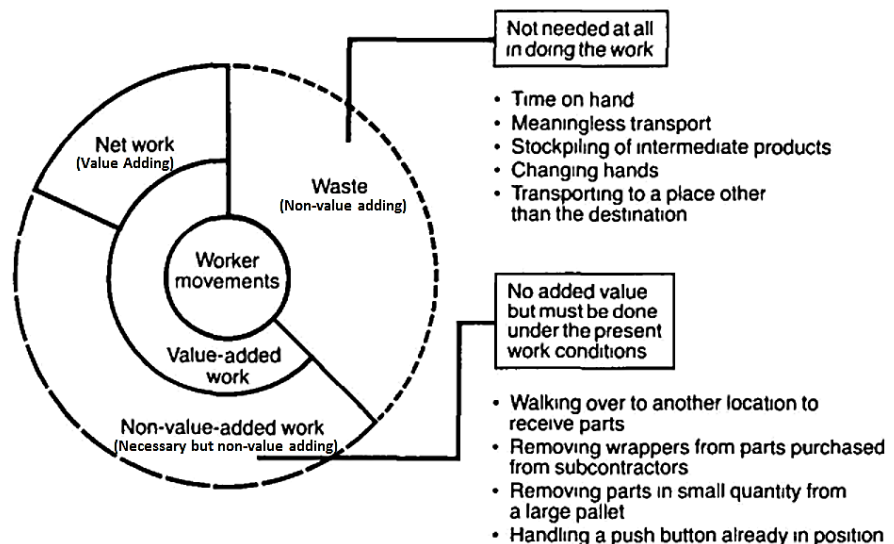 Not needed at all
in doing the work
• Time on hand
• Meaningless transport
• Stockpiling of intermediate products
• Changing hands
• Transporting to a place other
than the destination
Net work
(Value Adding)
Waste
(Non-value adding)
Worker
movements
Value-added
work
Non-value-added work
(Necessary but non-value adding)
No added value
but must be done
under the present
work conditions
• Walking over to another location to
receive parts
• Removing wrappers from parts purchased
from subcontractors
• Removing parts in small quantity from
a large pallet
• Handling a push button already in position